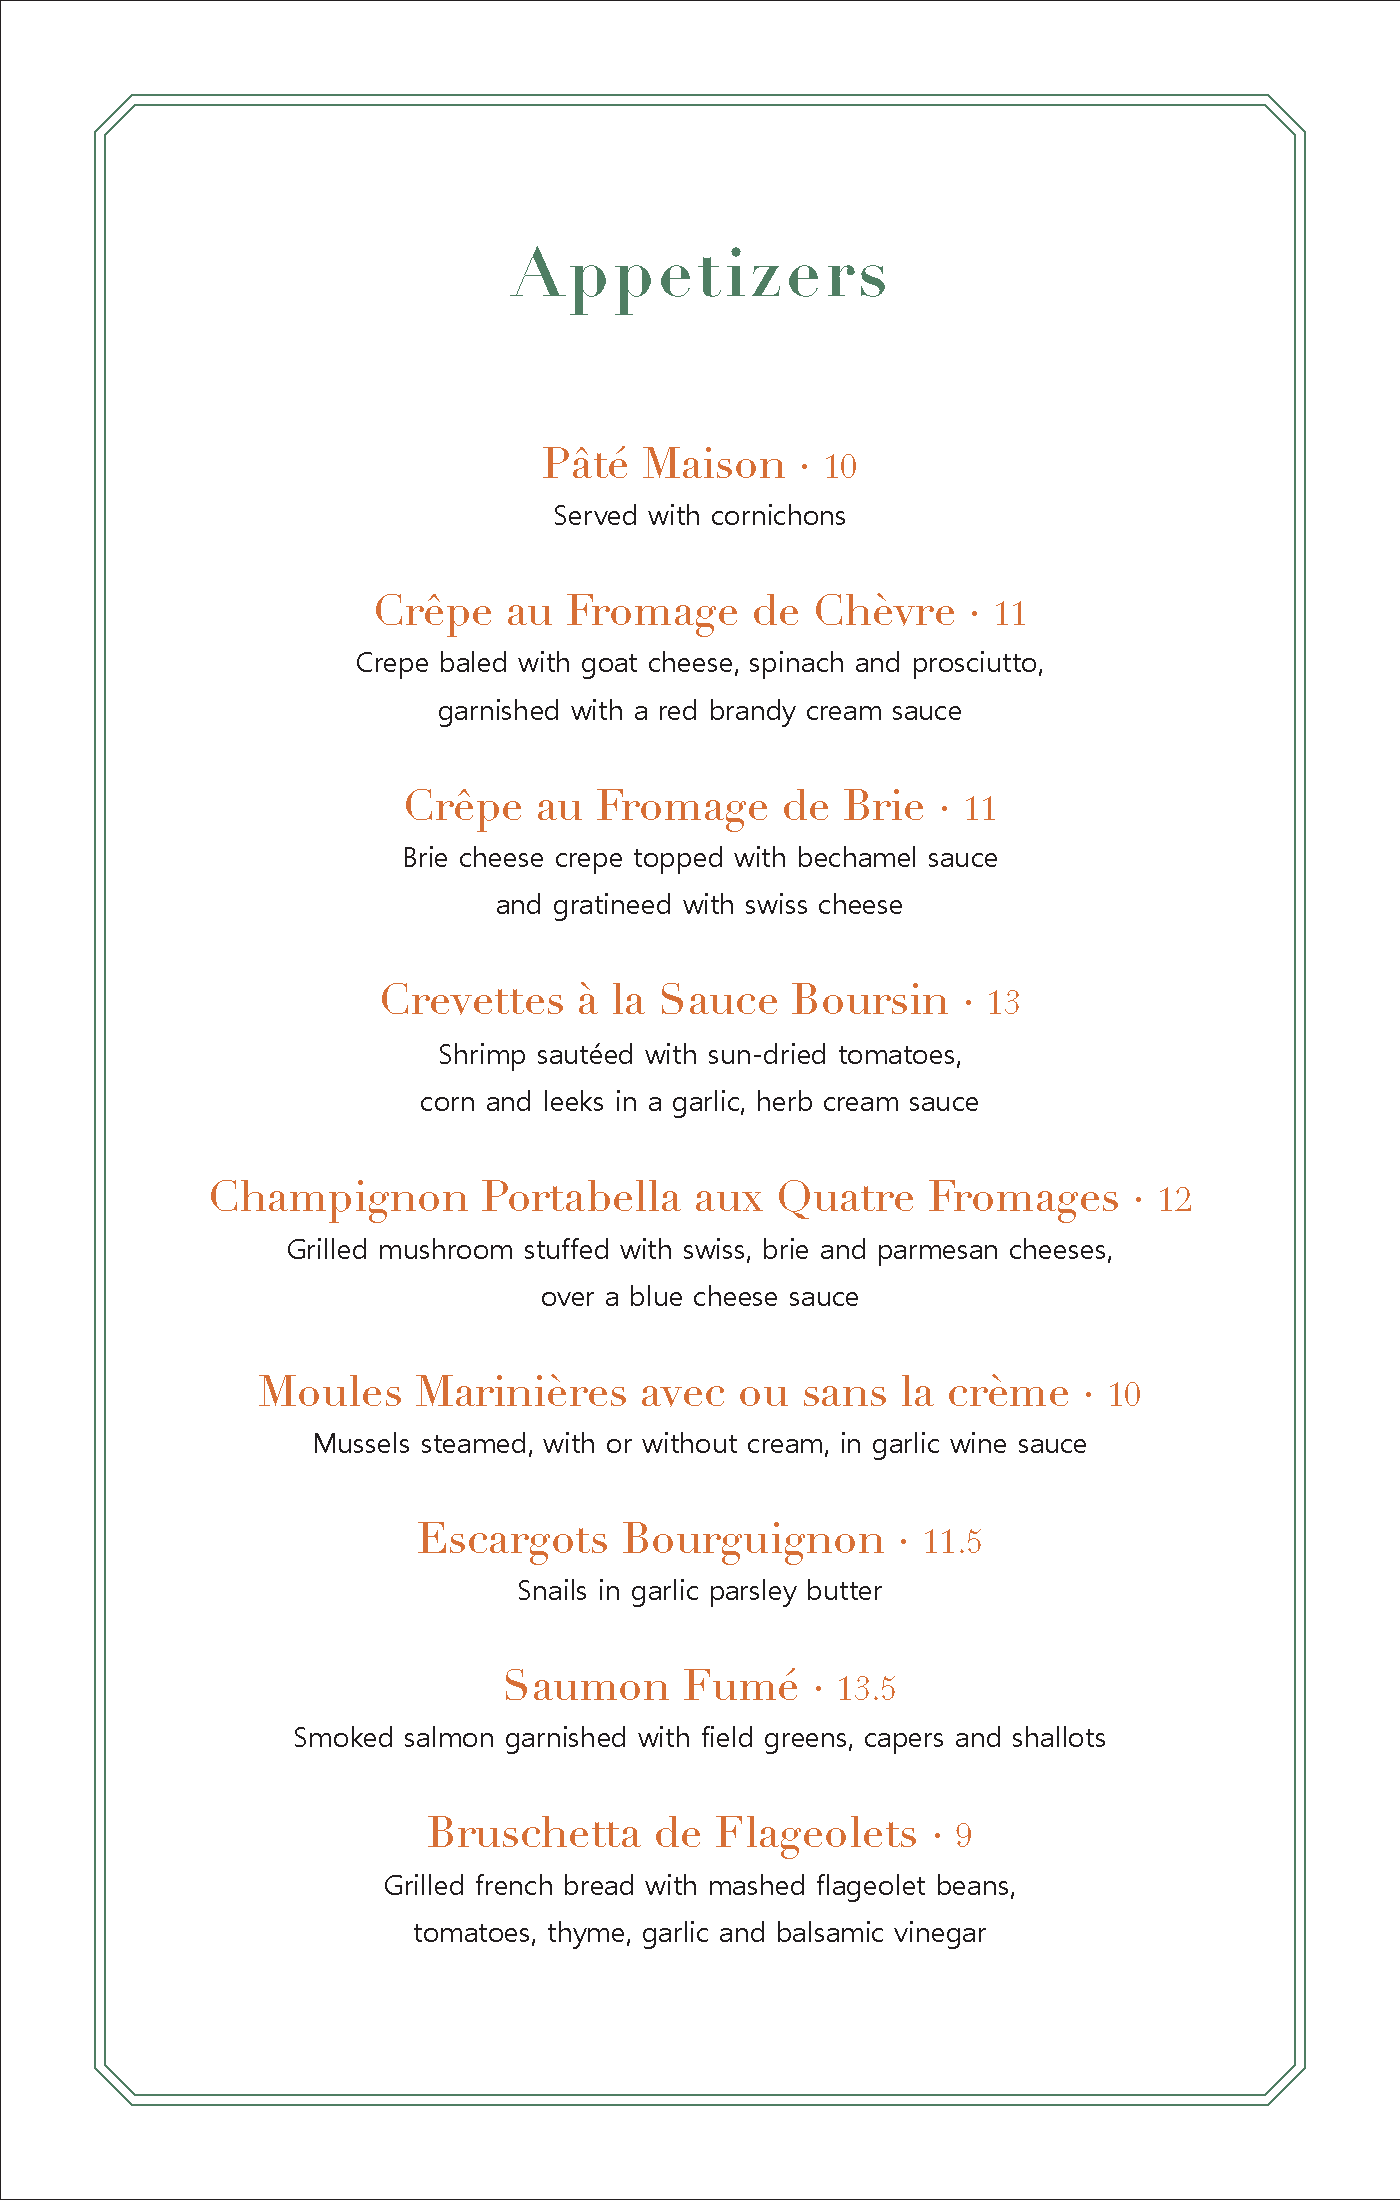 Appetizers
Pâté Maison · 10
Served with cornichons
Crêpe au Fromage de Chèvre · 11
Crepe baled with goat cheese, spinach and prosciutto,
garnished with a red brandy cream sauce
Crêpe au Fromage de Brie · 11
Brie cheese crepe topped with bechamel sauce
and gratineed with swiss cheese
Crevettes à la Sauce Boursin · 13
Shrimp sautéed with sun-dried tomatoes,
corn and leeks in a garlic, herb cream sauce
Champignon Portabella aux Quatre Fromages · 12
Grilled mushroom stuffed with swiss, brie and parmesan cheeses,
over a blue cheese sauce
Moules Marinières avec ou sans la crème · 10
Mussels steamed, with or without cream, in garlic wine sauce
Escargots Bourguignon · 11.5
Snails in garlic parsley butter
Saumon Fumé · 13.5
Smoked salmon garnished with field greens, capers and shallots
Bruschetta de Flageolets · 9
Grilled french bread with mashed flageolet beans,
tomatoes, thyme, garlic and balsamic vinegar